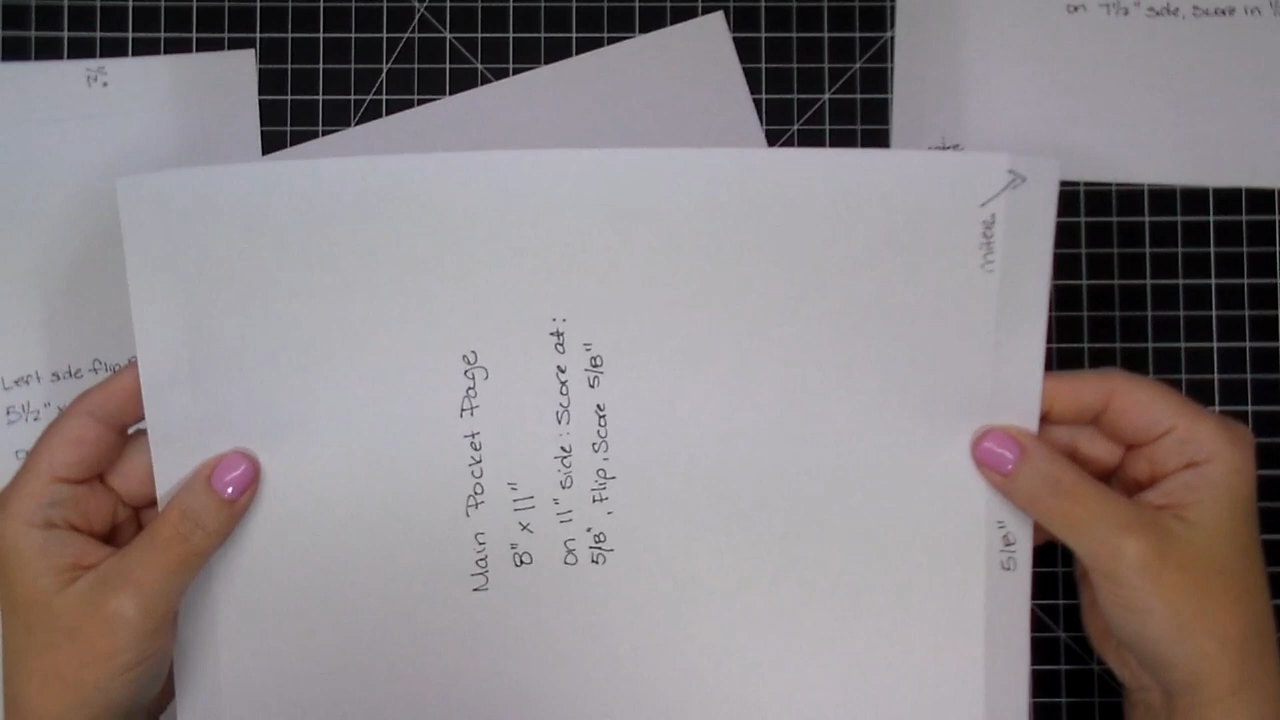 Main Pocket Page
8" x 11"
on 11" side: Score at:
5/8", Flip, Score 5/8"
miter
5/8"
Left side flip
5½" x
on 7½" side, Score in